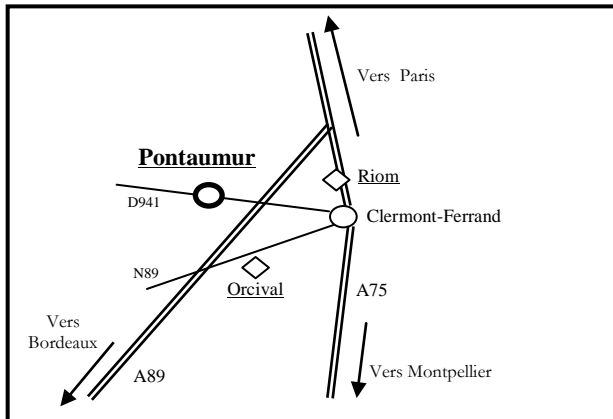 Vers Paris
Pontaumur
Riom
D941
Clermont-Ferrand
N89
Orcival
A75
Vers
Bordeaux
A89
Vers Montpellier